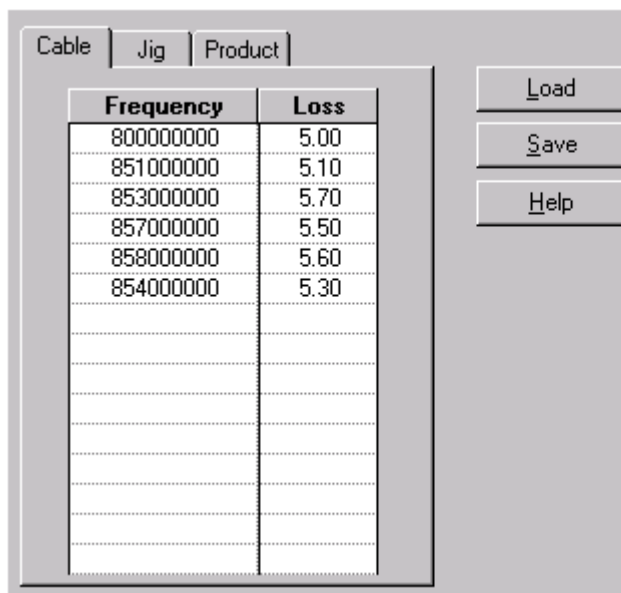 Cable Jig Product
Load
Save
Help
Frequency Loss
800000000 5.00
851000000 5.10
853000000 5.70
857000000 5.50
858000000 5.60
854000000 5.30